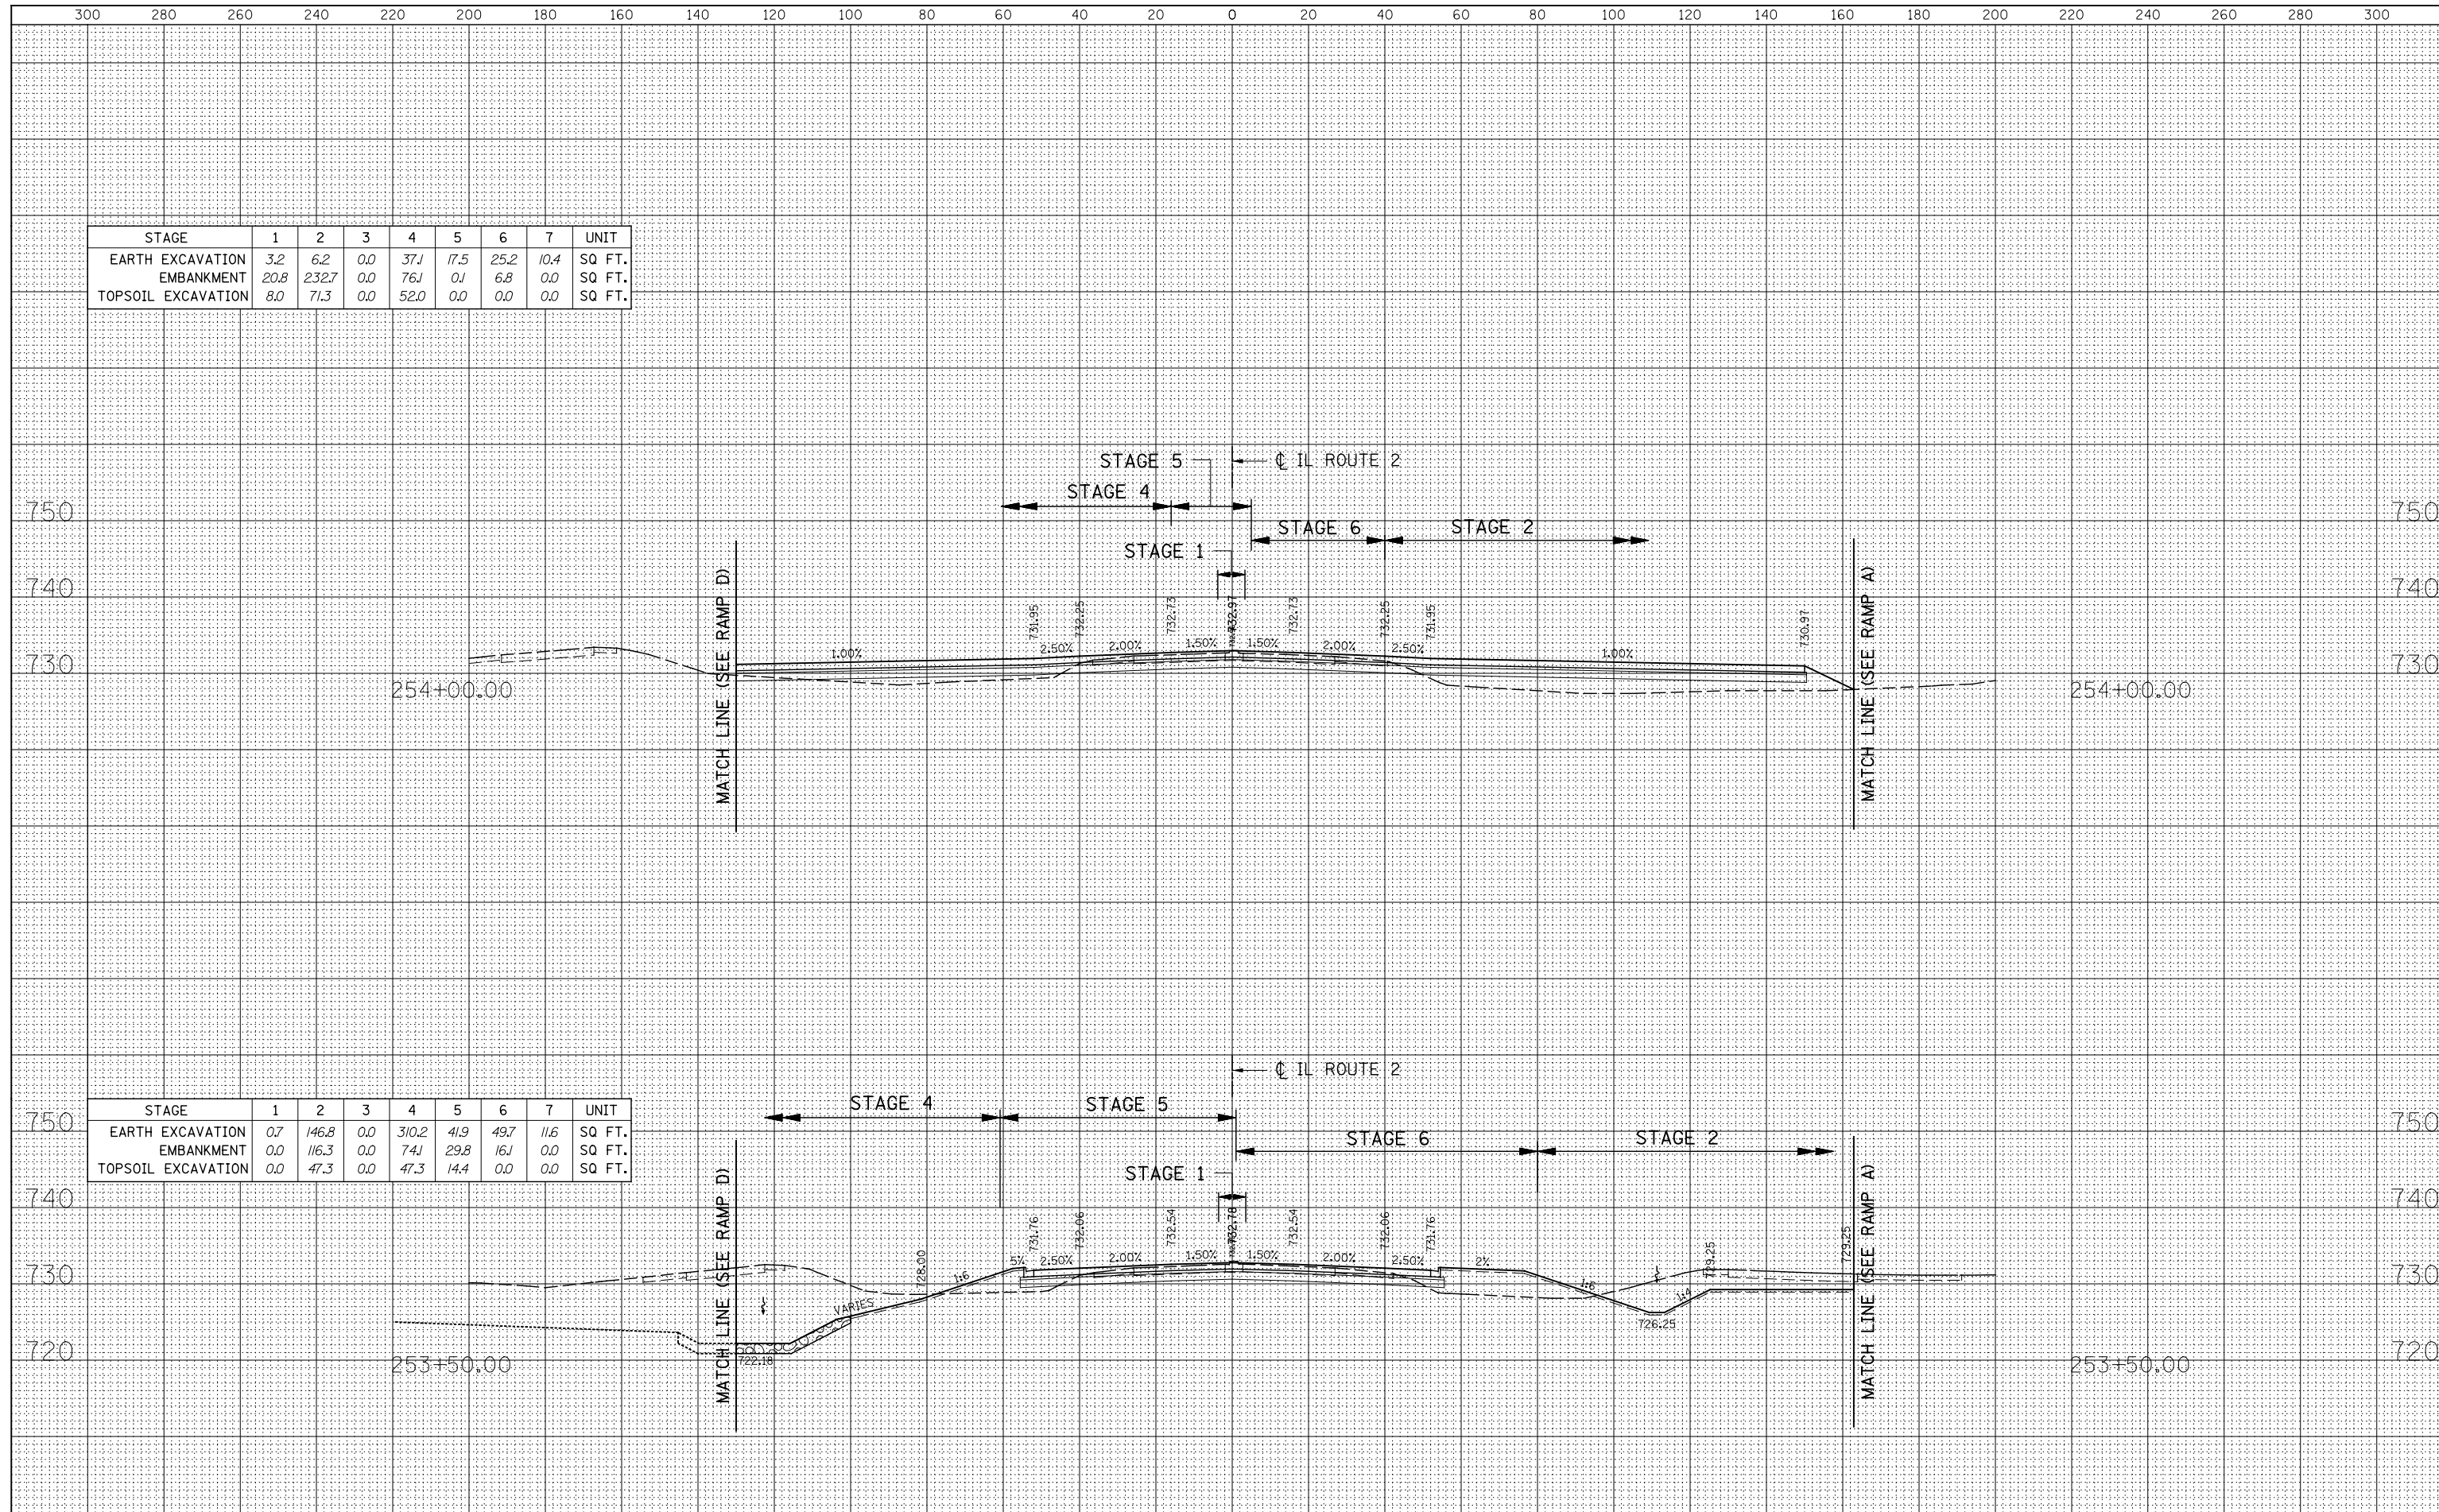 300 280 260 240 220 200 180 160 140 120 100 80 60 40 20 0 20 40 60 80 100 120 140 160 180 200 220 240 260 280 300
STAGE 1 2 3 4 5 6 7 UNIT
EARTH EXCAVATION 3.2 6.2 0.0 37.1 17.5 25.2 10.4 SQ FT.
EMBANKMENT 20.8 232.7 0.0 76.1 0.1 6.8 0.0 SQ FT.
TOPSOIL EXCAVATION 8.0 71.3 0.0 52.0 0.0 0.0 0.0 SQ FT.
STAGE 5 ℄ IL ROUTE 2
STAGE 4
750 750
STAGE 6 STAGE 2
STAGE 1
740 740
MATCH LINE (SEE RAMP D)
MATCH LINE (SEE RAMP A)
731.95 732.25 732.73 732.97 732.73 732.25 731.95 730.97
1.00% 2.50% 2.00% 1.50% 1.50% 2.00% 2.50% 1.00%
730 730
254+00.00 254+00.00
℄ IL ROUTE 2
STAGE 1 2 3 4 5 6 7 UNIT
EARTH EXCAVATION 0.7 146.8 0.0 310.2 41.9 49.7 11.6 SQ FT.
EMBANKMENT 0.0 116.3 0.0 74.1 29.8 16.1 0.0 SQ FT.
TOPSOIL EXCAVATION 0.0 47.3 0.0 47.3 14.4 0.0 0.0 SQ FT.
STAGE 4 STAGE 5
750 750
STAGE 6 STAGE 2
STAGE 1
740 740
MATCH LINE (SEE RAMP D)
MATCH LINE (SEE RAMP A)
728.00 731.76 732.06 732.54 732.78 732.54 732.06 731.76 729.25 729.25
1:6 5% 2.50% 2.00% 1.50% 1.50% 2.00% 2.50% 2% 1:6 1:4
730 730
VARIES
726.25
722.18
720 720
253+50.00 253+50.00